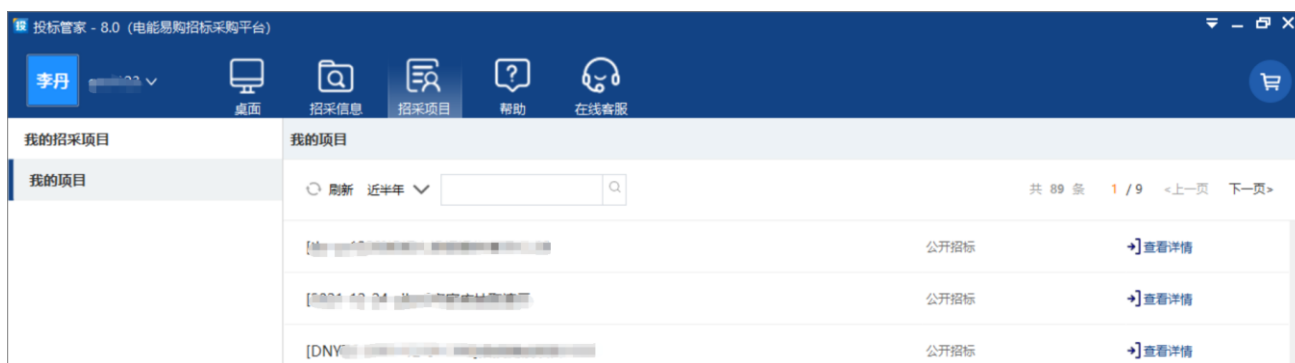 投标管家 - 8.0（电能易购招标采购平台）
李丹
桌面 招采信息 招采项目 帮助 在线客服
我的招采项目
我的项目
我的项目
刷新 近半年
共 89 条 1 / 9 <上一页 下一页>
公开招标 查看详情
公开招标 查看详情
[DNY 公开招标 查看详情